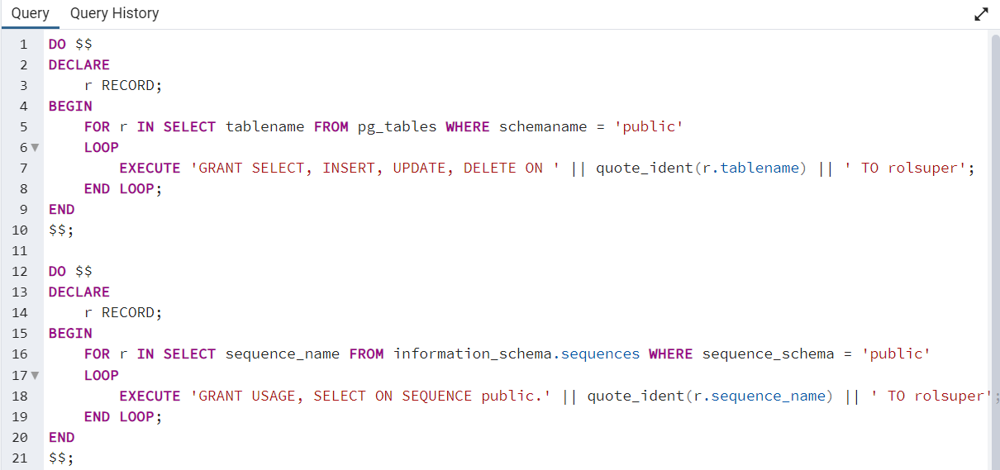 Query Query History
1 DO $$
2 DECLARE
3 r RECORD;
4 BEGIN
5 FOR r IN SELECT tablename FROM pg_tables WHERE schemaname = 'public'
6 LOOP
7 EXECUTE 'GRANT SELECT, INSERT, UPDATE, DELETE ON ' || quote_ident(r.tablename) || ' TO rolsuper';
8 END LOOP;
9 END
10 $$;
11
12 DO $$
13 DECLARE
14 r RECORD;
15 BEGIN
16 FOR r IN SELECT sequence_name FROM information_schema.sequences WHERE sequence_schema = 'public'
17 LOOP
18 EXECUTE 'GRANT USAGE, SELECT ON SEQUENCE public.' || quote_ident(r.sequence_name) || ' TO rolsuper';
19 END LOOP;
20 END
21 $$;